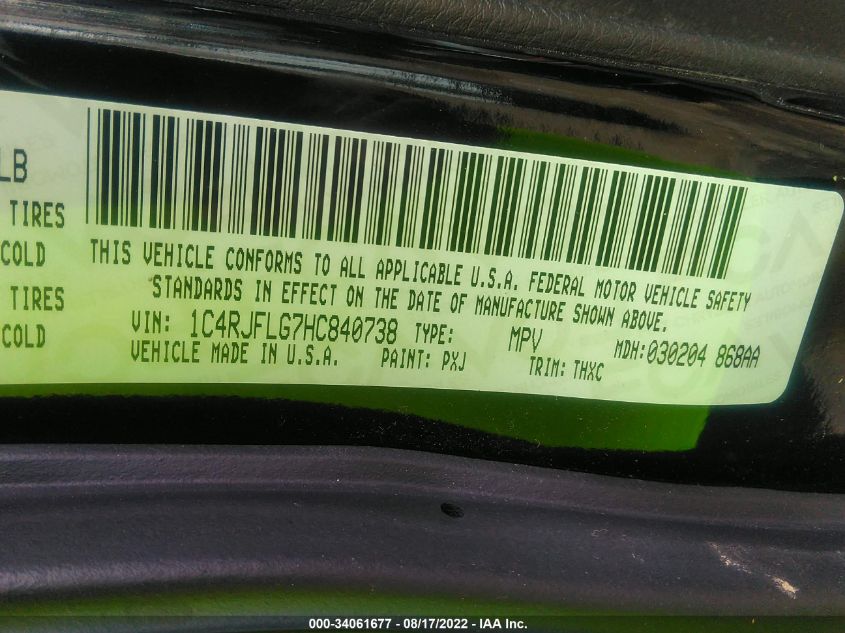 LB
TIRES
COLD
TIRES
COLD
THIS VEHICLE CONFORMS TO ALL APPLICABLE U.S.A. FEDERAL MOTOR VEHICLE SAFETY
STANDARDS IN EFFECT ON THE DATE OF MANUFACTURE SHOWN ABOVE.
VIN: 1C4RJFLG7HC840738 TYPE: MPV MDH:030204 868AA
VEHICLE MADE IN U.S.A. PAINT: PXJ TRIM: THXC
000-34061677 - 08/17/2022 - IAA Inc.